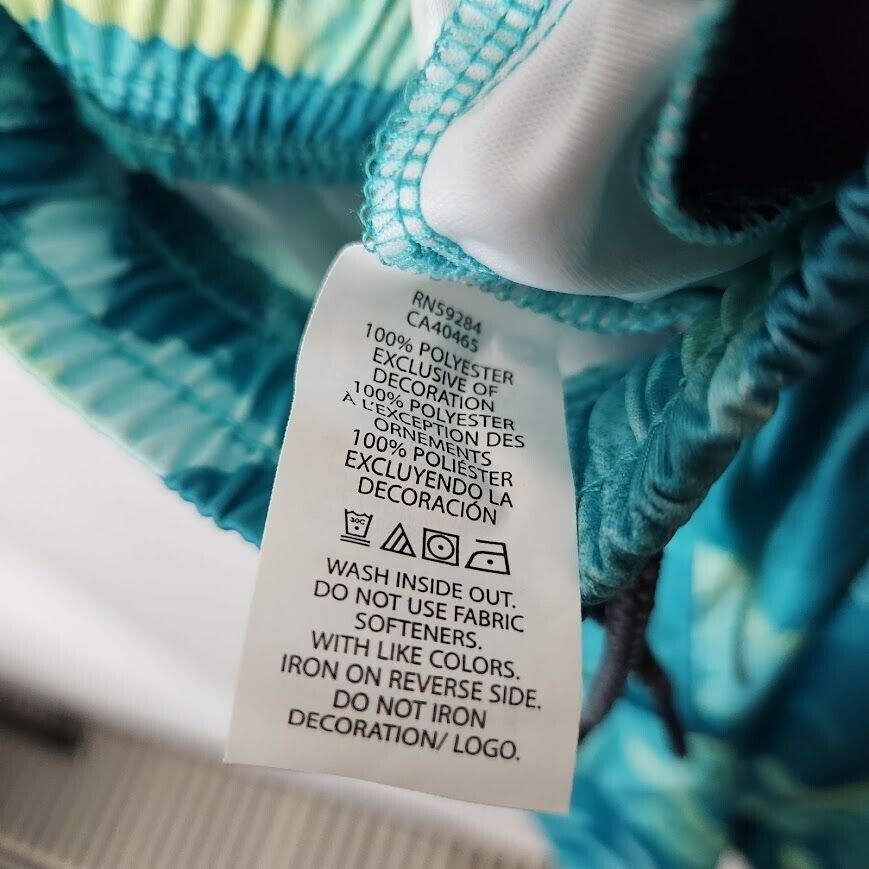 RN59284
CA40465
100% POLYESTER
EXCLUSIVE OF
DECORATION
100% POLYESTER
À L'EXCEPTION DES
ORNEMENTS
100% POLIÉSTER
EXCLUYENDO LA
DECORACIÓN
30C
WASH INSIDE OUT.
DO NOT USE FABRIC
SOFTENERS.
WITH LIKE COLORS.
IRON ON REVERSE SIDE.
DO NOT IRON
DECORATION/ LOGO.